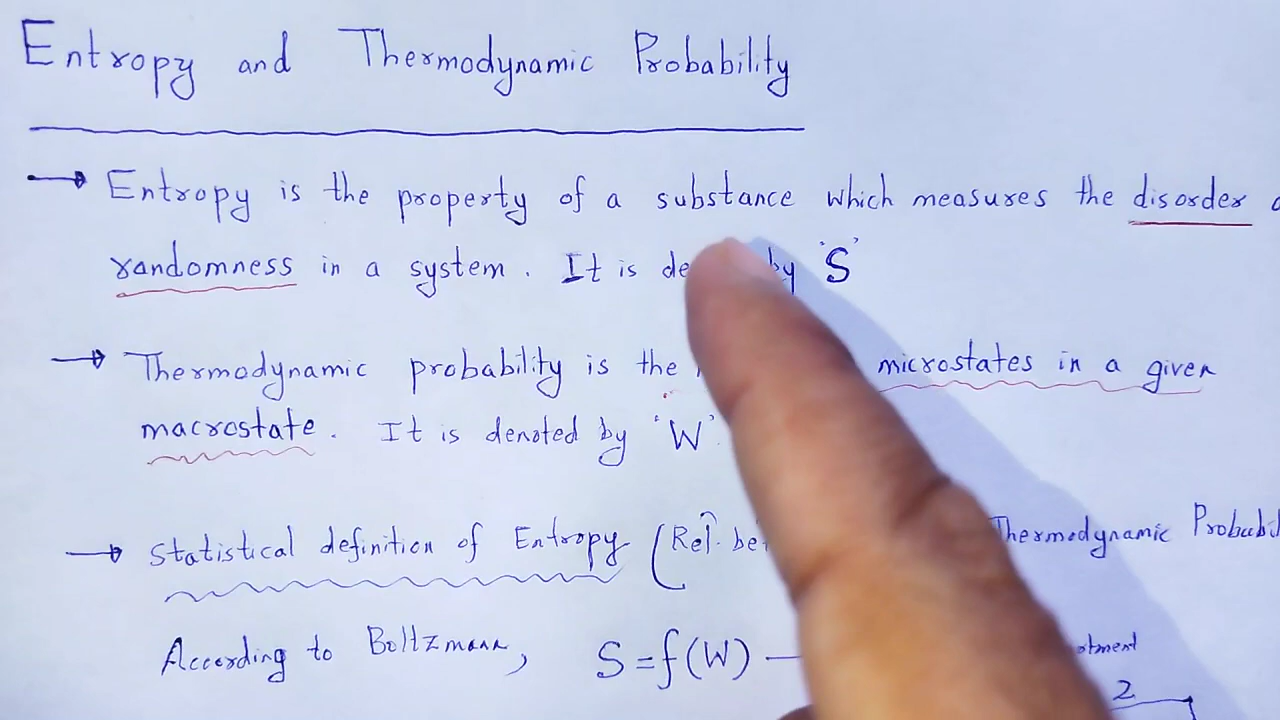 Entropy and Thermodynamic Probability
→ Entropy is the property of a substance which measures the disorder
randomness in a system. It is by 'S'
→ Thermodynamic probability is the microstates in a given
macrostate. It is denoted by 'W'
→ Statistical definition of Entropy (Rel. Thermodynamic
According to Boltzmann, S = f(W) —
2